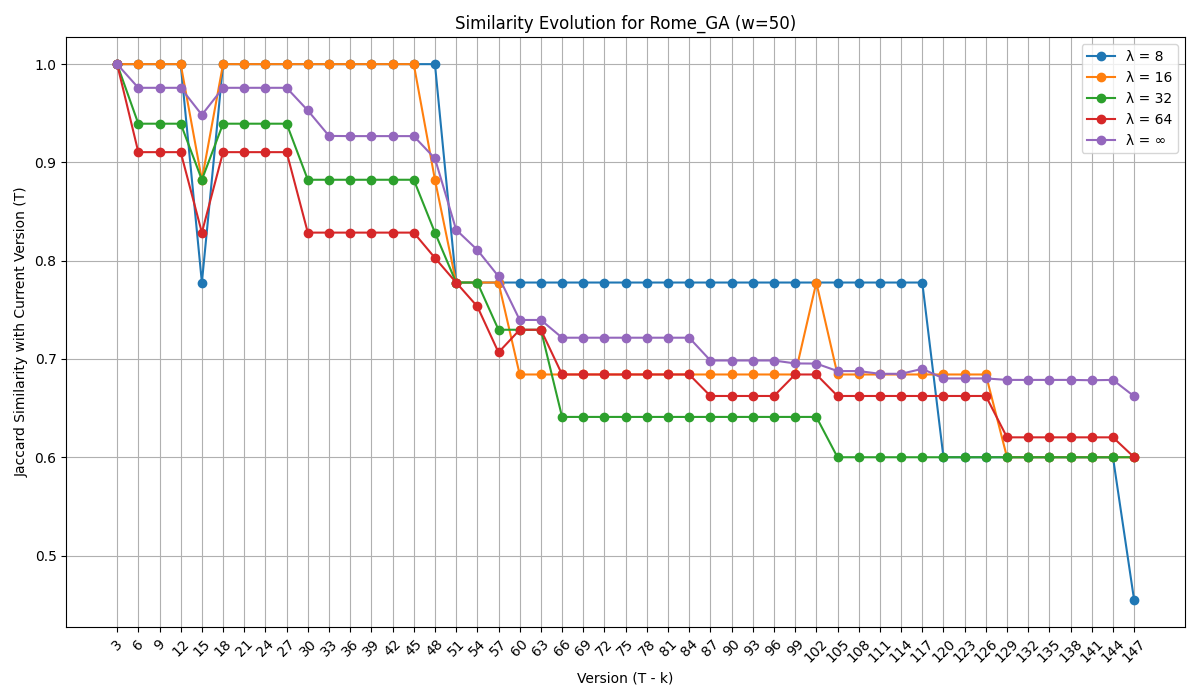 Similarity Evolution for Rome_GA (w=50)
λ = 8
λ = 16
λ = 32
λ = 64
λ = ∞
Jaccard Similarity with Current Version (T)
1.0
0.9
0.8
0.7
0.6
0.5
3 6 9 12 15 18 21 24 27 30 33 36 39 42 45 48 51 54 57 60 63 66 69 72 75 78 81 84 87 90 93 96 99 102 105 108 111 114 117 120 123 126 129 132 135 138 141 144 147
Version (T - k)